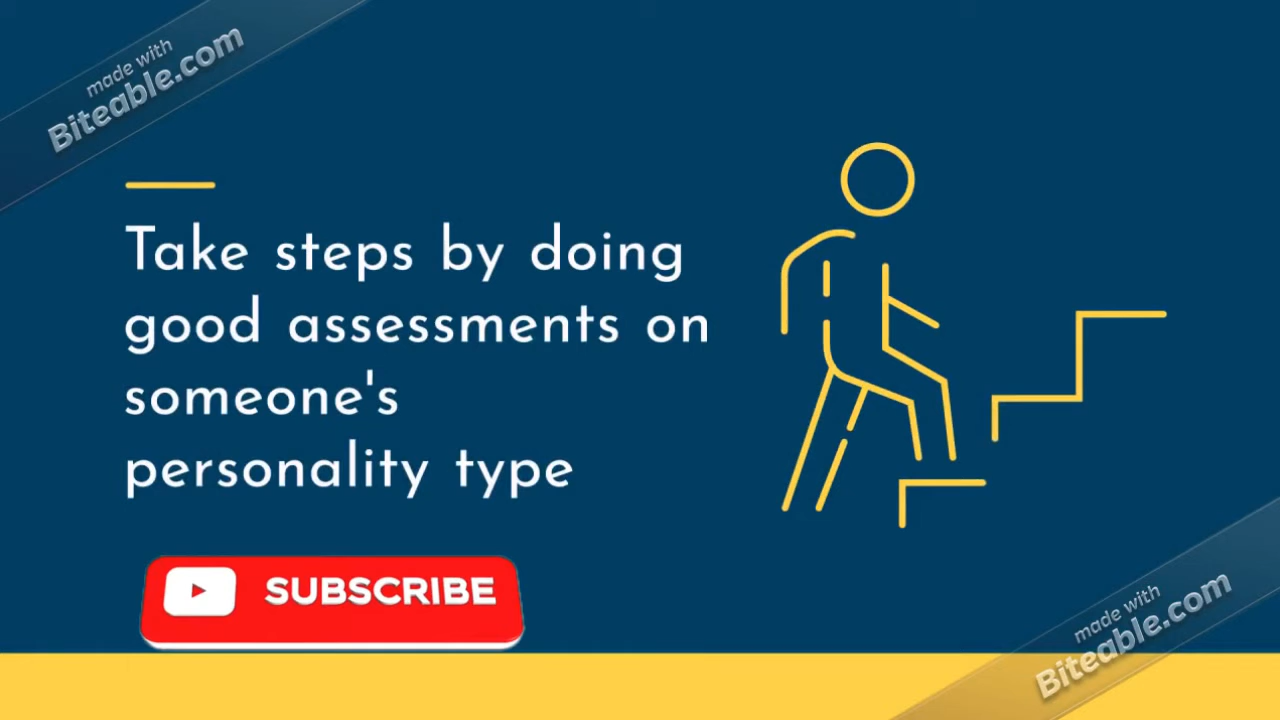 made with
Biteable.com
Take steps by doing
good assessments on
someone's
personality type
SUBSCRIBE
made with
Biteable.com